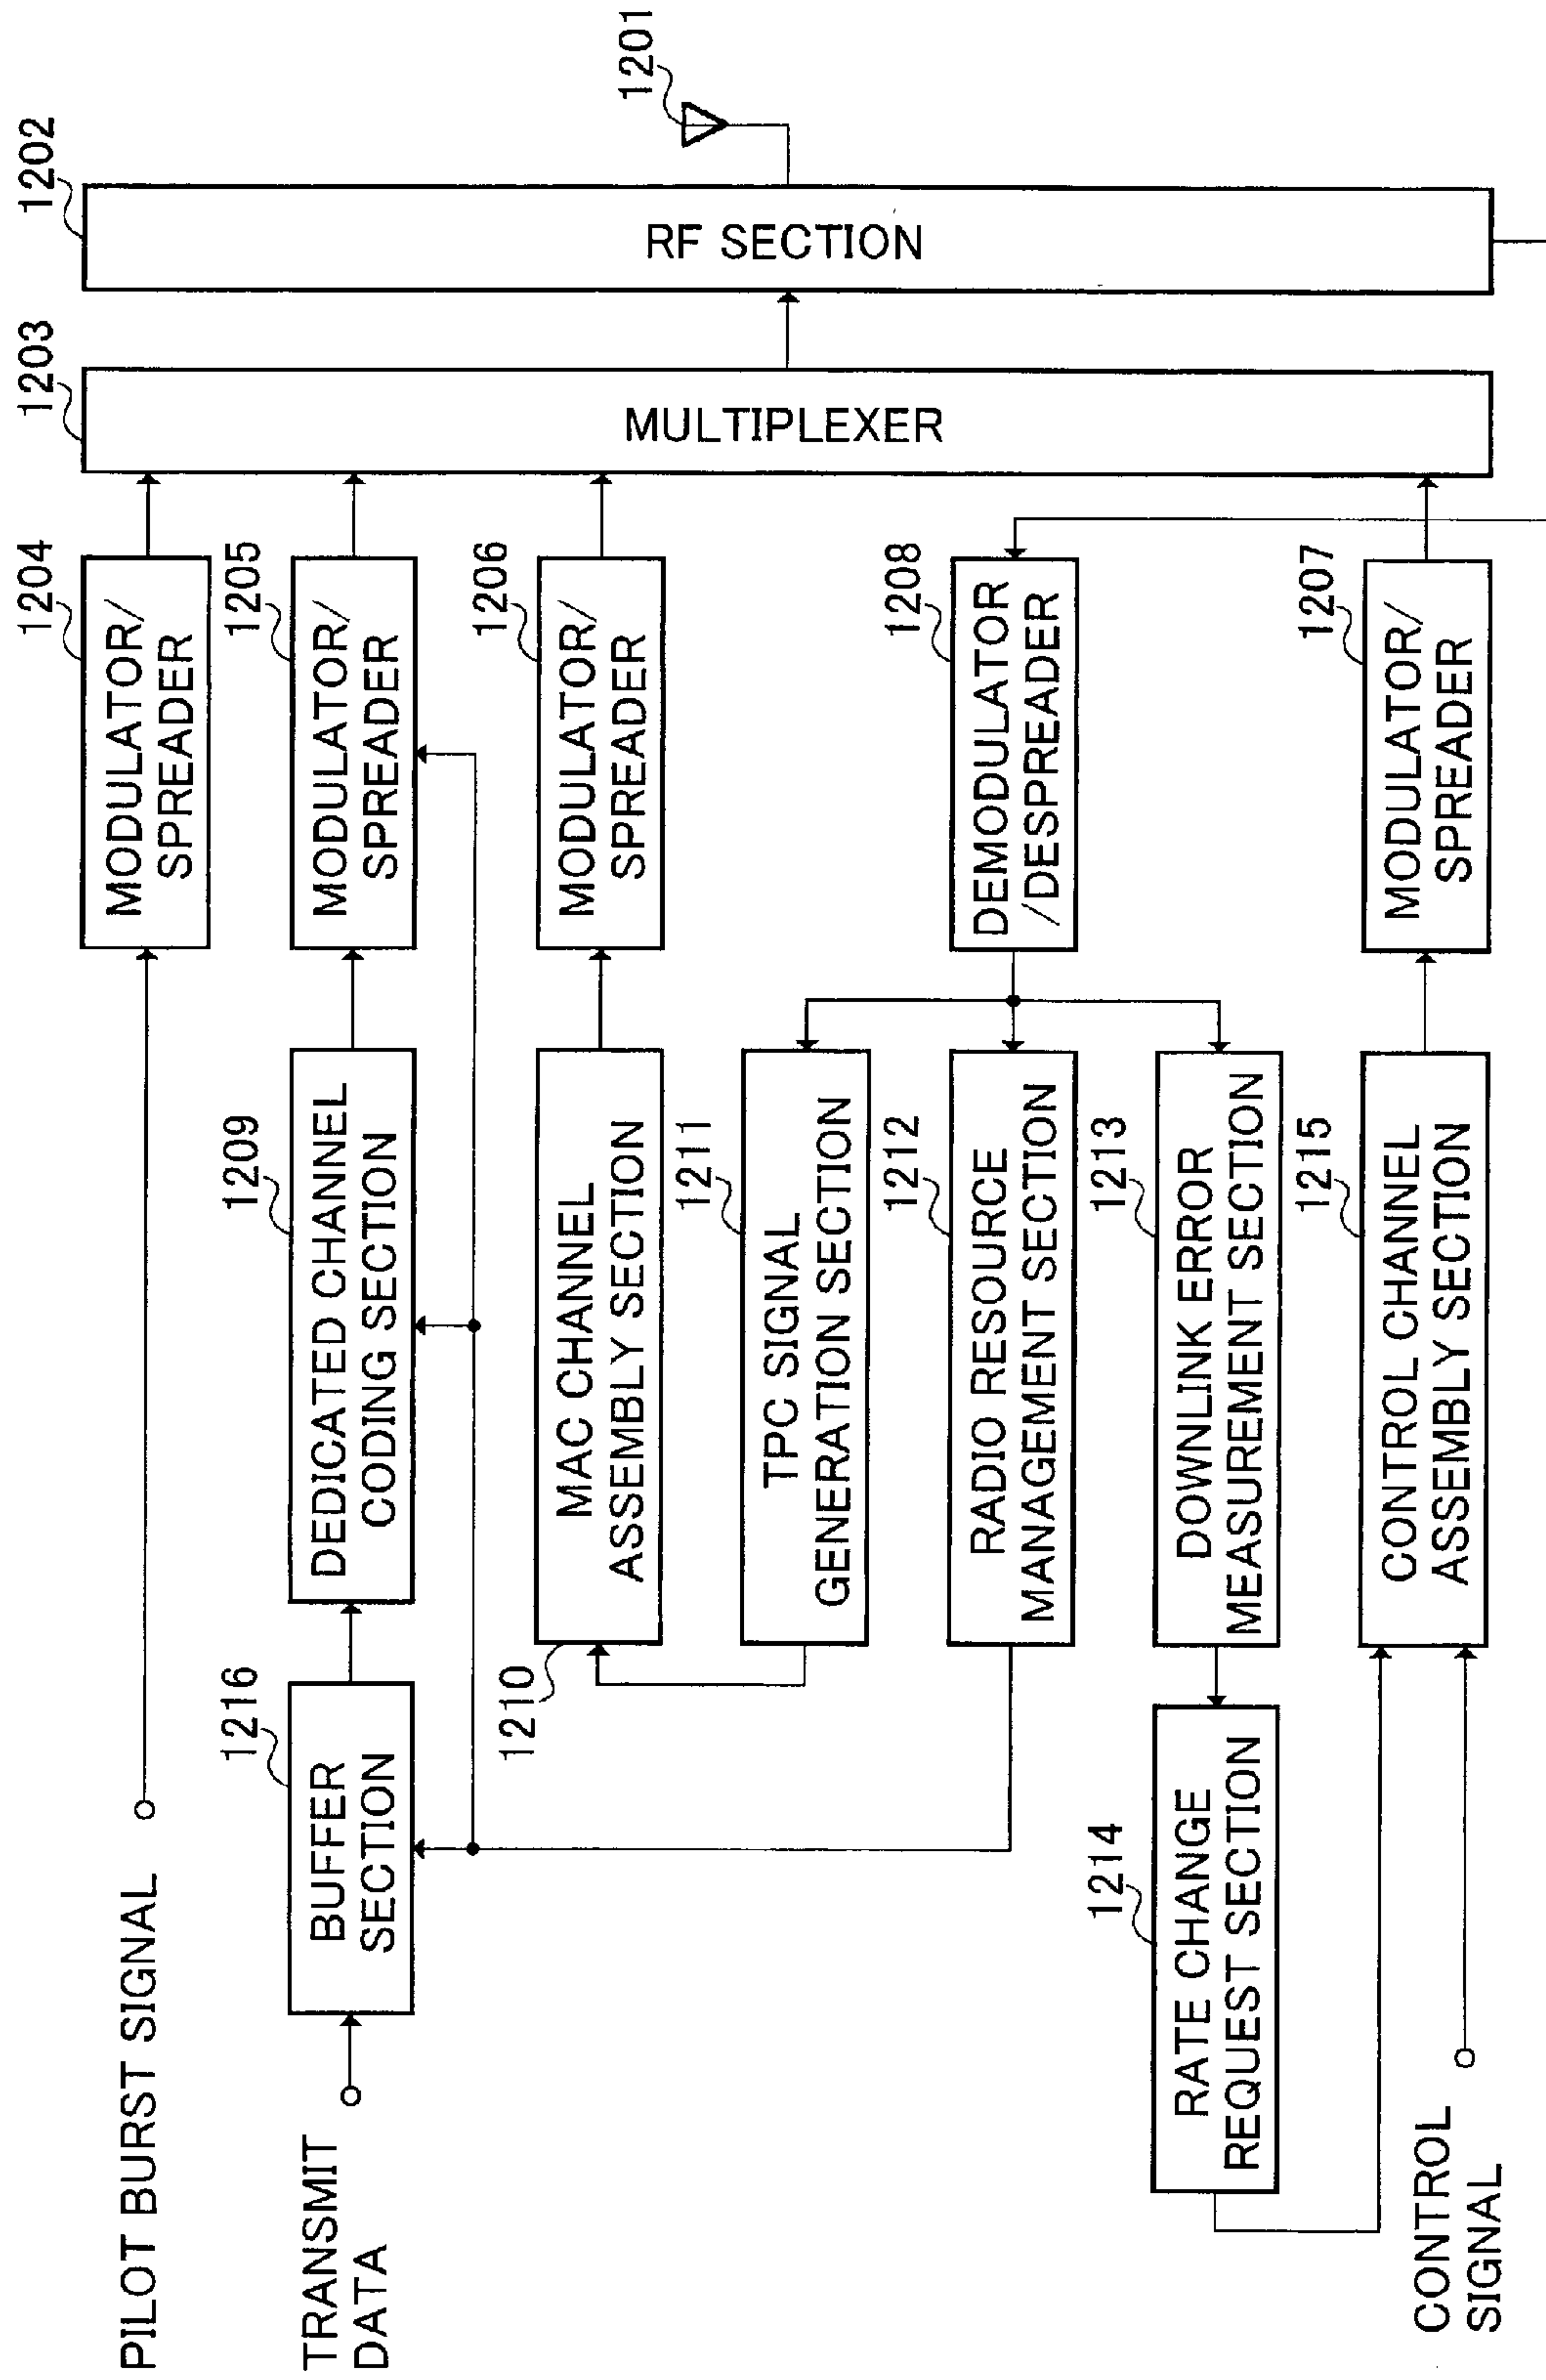 PILOT BURST SIGNAL
1204
MODULATOR/
SPREADER
1203
MULTIPLEXER
1202
RF SECTION
1201
TRANSMIT
DATA
1216
BUFFER
SECTION
1209
DEDICATED CHANNEL
CODING SECTION
1205
MODULATOR/
SPREADER
1210
MAC CHANNEL
ASSEMBLY SECTION
1206
MODULATOR/
SPREADER
1211
TPC SIGNAL
GENERATION SECTION
1212
RADIO RESOURCE
MANAGEMENT SECTION
1208
DEMODULATOR
/DESPREADER
1214
RATE CHANGE
REQUEST SECTION
1213
DOWNLINK ERROR
MEASUREMENT SECTION
CONTROL
SIGNAL
1215
CONTROL CHANNEL
ASSEMBLY SECTION
1207
MODULATOR/
SPREADER